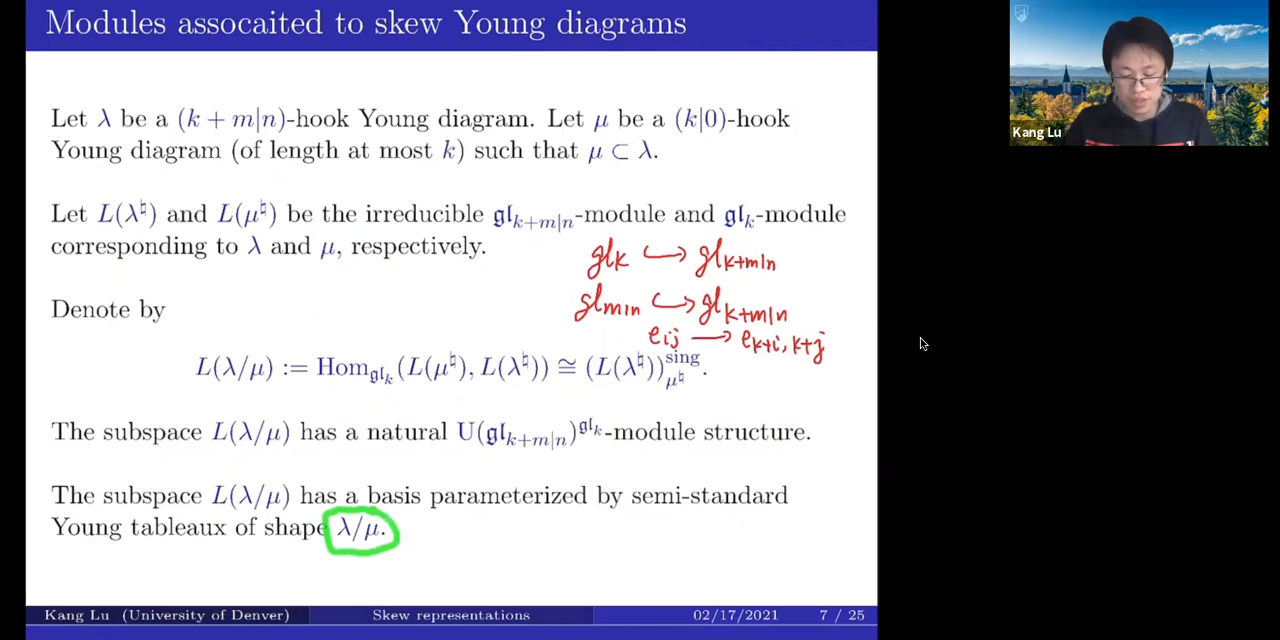 Modules assocaited to skew Young diagrams
Let λ be a (k + m|n)-hook Young diagram. Let μ be a (k|0)-hook
Young diagram (of length at most k) such that μ ⊂ λ.
Let L(λ^♮) and L(μ^♮) be the irreducible 𝔤𝔩_{k+m|n}-module and 𝔤𝔩_k-module
corresponding to λ and μ, respectively.
gl_k ↪ gl_{k+m|n}
gl_{m|n} ↪ gl_{k+m|n}
e_{ij} → e_{k+i, k+j}
Denote by
L(λ/μ) := Hom_{𝔤𝔩_k}(L(μ^♮), L(λ^♮)) ≅ (L(λ^♮))^{sing}_{μ^♮}.
The subspace L(λ/μ) has a natural U(𝔤𝔩_{k+m|n})^{𝔤𝔩_k}-module structure.
The subspace L(λ/μ) has a basis parameterized by semi-standard
Young tableaux of shape λ/μ.
Kang Lu (University of Denver) Skew representations 02/17/2021 7 / 25
Kang Lu